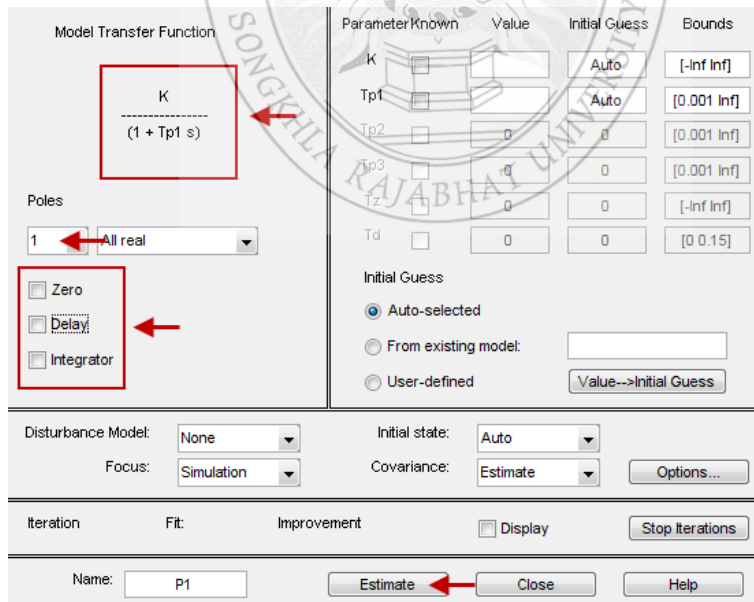 Model Transfer Function
K
----------------
(1 + Tp1 s)
Poles
1 All real
Zero
Delay
Integrator
Parameter Known Value Initial Guess Bounds
K Auto [-Inf Inf]
Tp1 Auto [0.001 Inf]
Tp2 0 0 [0.001 Inf]
Tp3 0 0 [0.001 Inf]
Tz 0 0 [-Inf Inf]
Td 0 0 [0 0.15]
Initial Guess
Auto-selected
From existing model:
User-defined Value-->Initial Guess
Disturbance Model: None Initial state: Auto
Focus: Simulation Covariance: Estimate Options...
Iteration Fit: Improvement Display Stop Iterations
Name: P1 Estimate Close Help
SONGKHLA RAJABHAT UNIVERSITY